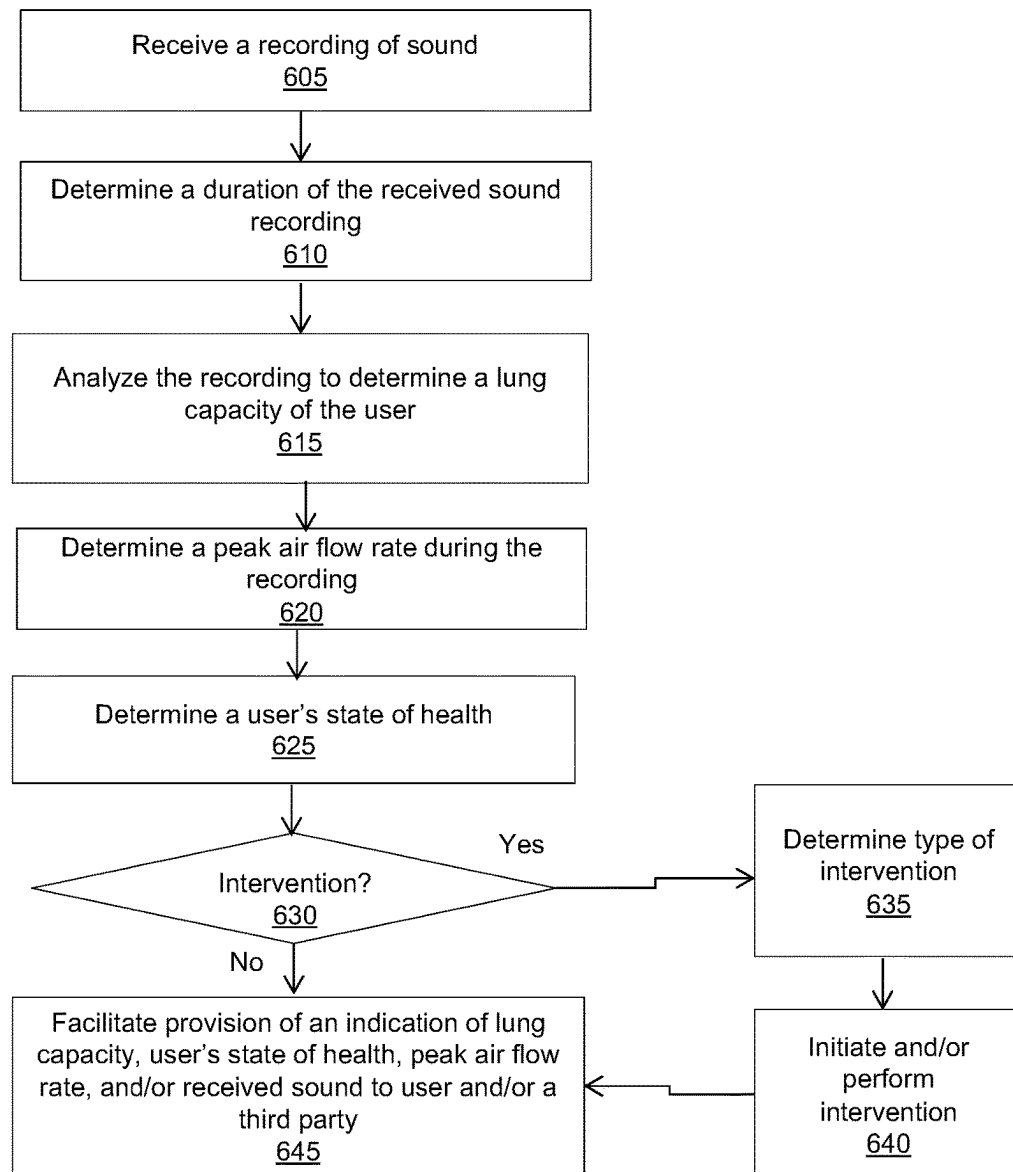 Receive a recording of sound
605
Determine a duration of the received sound
recording
610
Analyze the recording to determine a lung
capacity of the user
615
Determine a peak air flow rate during the
recording
620
Determine a user's state of health
625
Intervention?
630
Yes
No
Determine type of
intervention
635
Initiate and/or
perform
intervention
640
Facilitate provision of an indication of lung
capacity, user's state of health, peak air flow
rate, and/or received sound to user and/or a
third party
645